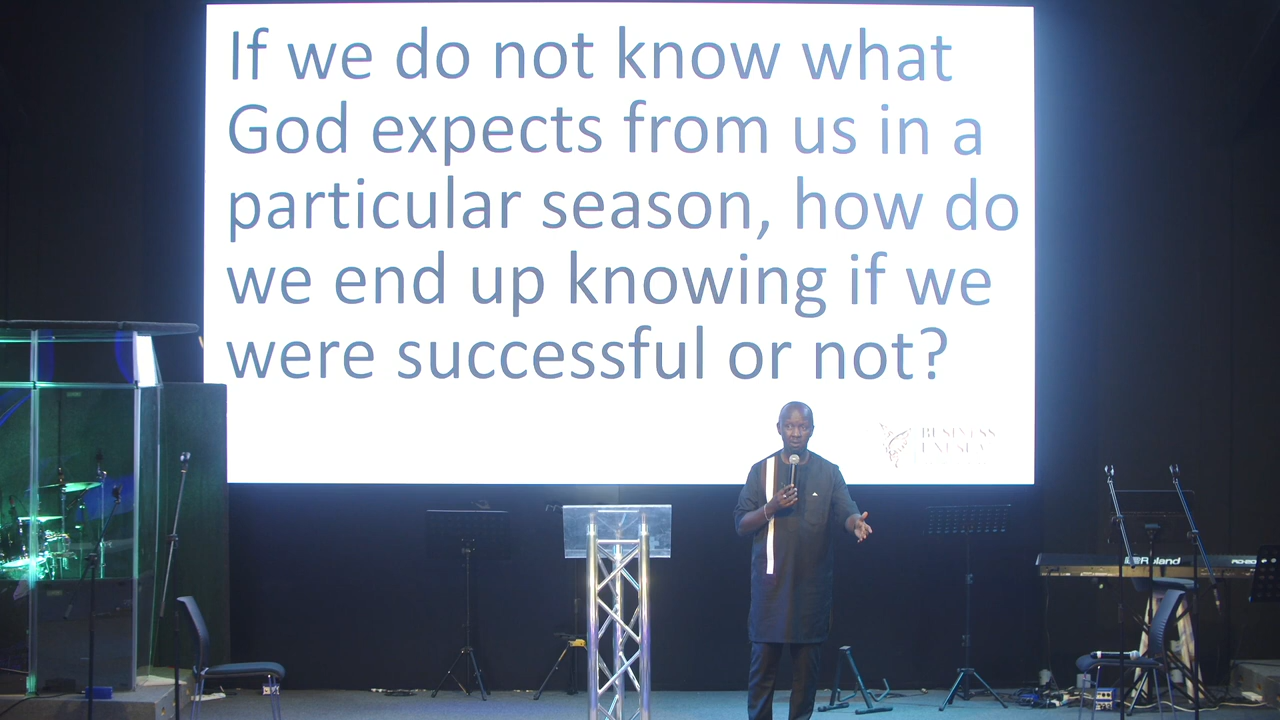 If we do not know what
God expects from us in a
particular season, how do
we end up knowing if we
were successful or not?
BUSINESS
Roland